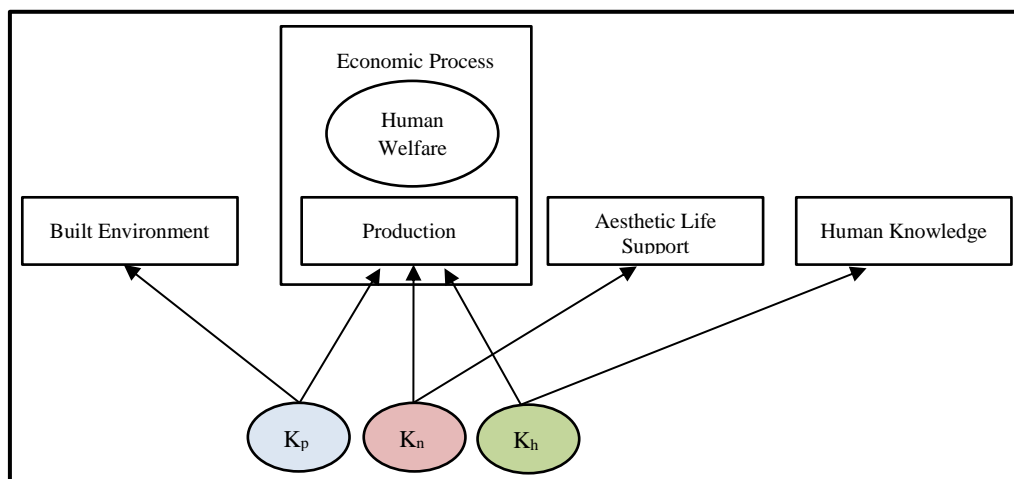 Economic Process
Human
Welfare
Built Environment
Production
Aesthetic Life
Support
Human Knowledge
Kp
Kn
Kh